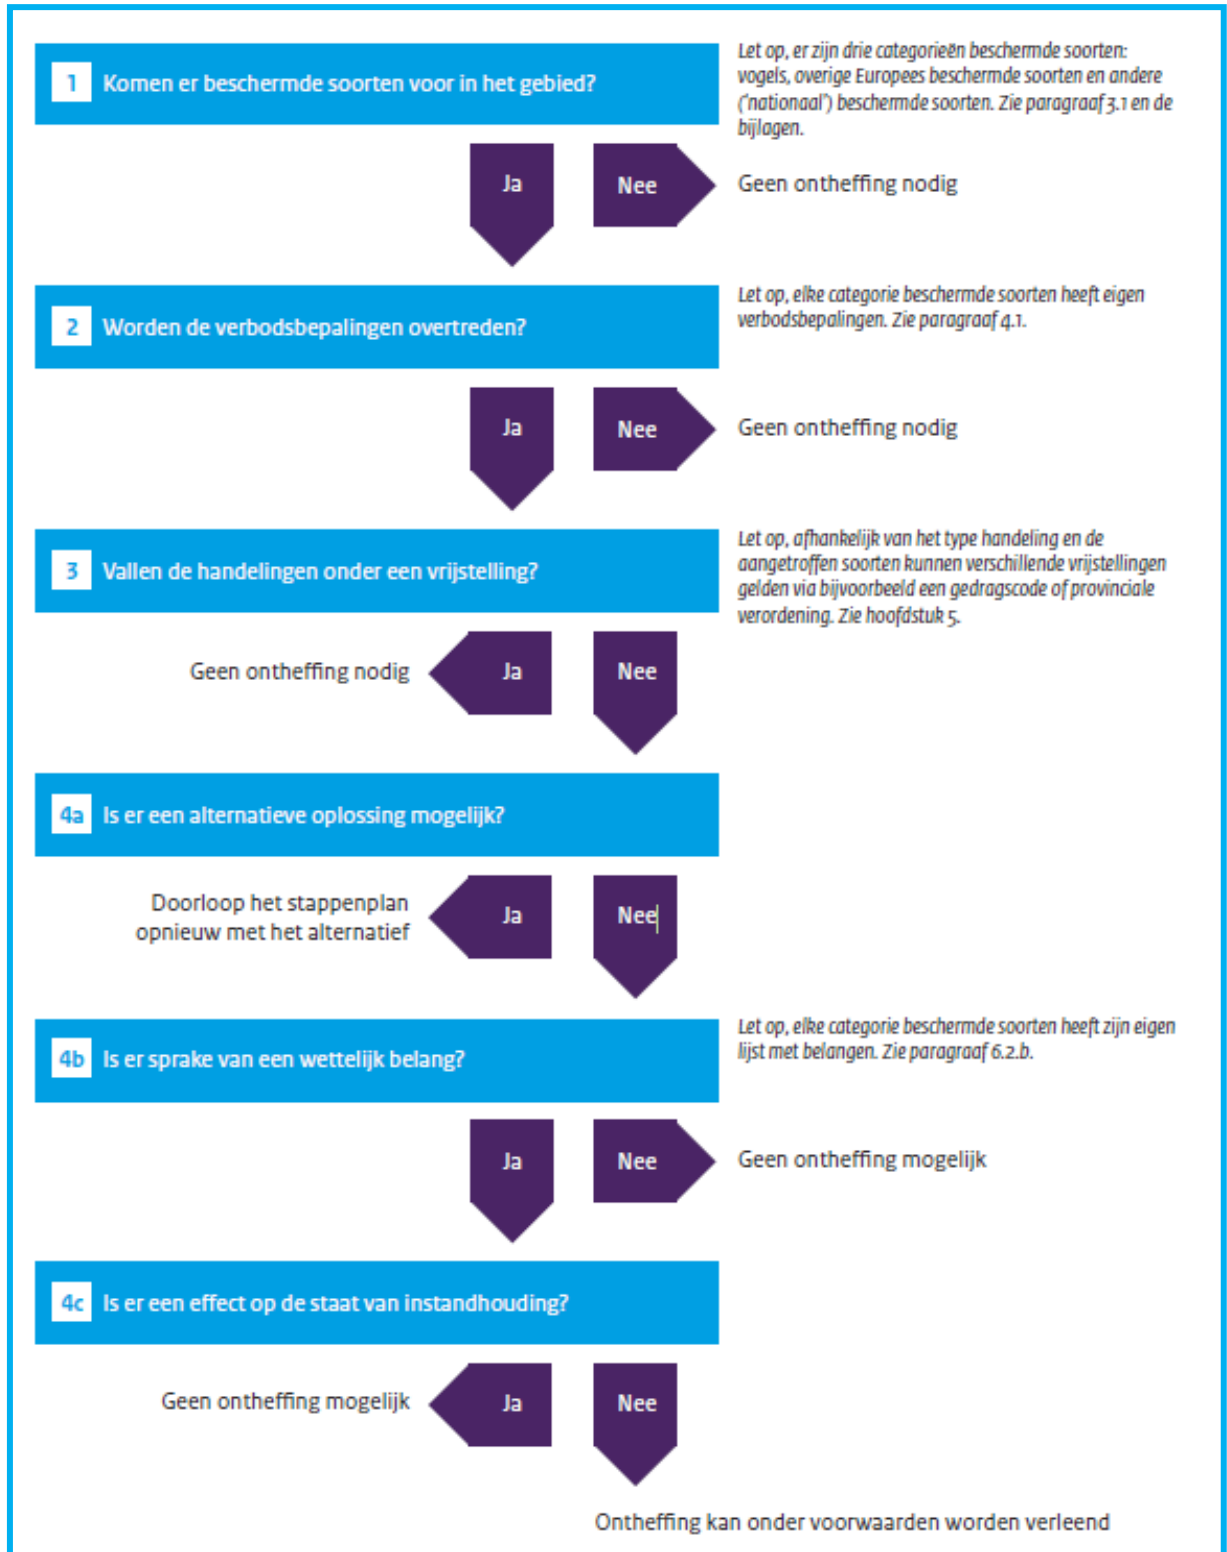 1 Komen er beschermde soorten voor in het gebied?
Let op, er zijn drie categorieën beschermde soorten:
vogels, overige Europees beschermde soorten en andere
('nationaal') beschermde soorten. Zie paragraaf 3.1 en de
bijlagen.
Ja
Nee
Geen ontheffing nodig
2 Worden de verbodsbepalingen overtreden?
Let op, elke categorie beschermde soorten heeft eigen
verbodsbepalingen. Zie paragraaf 4.1.
Ja
Nee
Geen ontheffing nodig
3 Vallen de handelingen onder een vrijstelling?
Let op, afhankelijk van het type handeling en de
aangetroffen soorten kunnen verschillende vrijstellingen
gelden via bijvoorbeeld een gedragscode of provinciale
verordening. Zie hoofdstuk 5.
Geen ontheffing nodig
Ja
Nee
4a Is er een alternatieve oplossing mogelijk?
Doorloop het stappenplan
opnieuw met het alternatief
Ja
Nee
4b Is er sprake van een wettelijk belang?
Let op, elke categorie beschermde soorten heeft zijn eigen
lijst met belangen. Zie paragraaf 6.2.b.
Ja
Nee
Geen ontheffing mogelijk
4c Is er een effect op de staat van instandhouding?
Geen ontheffing mogelijk
Ja
Nee
Ontheffing kan onder voorwaarden worden verleend